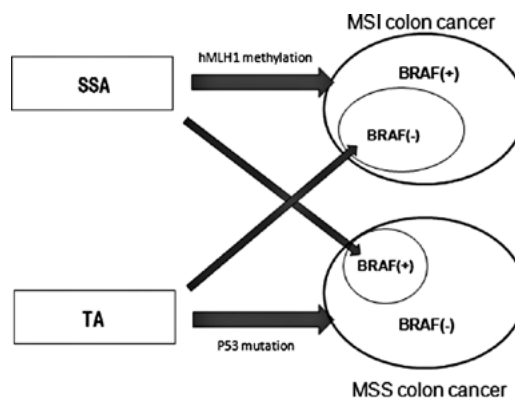 MSI colon cancer
hMLH1 methylation
SSA
BRAF(+)
BRAF(-)
BRAF(+)
TA
BRAF(-)
P53 mutation
MSS colon cancer